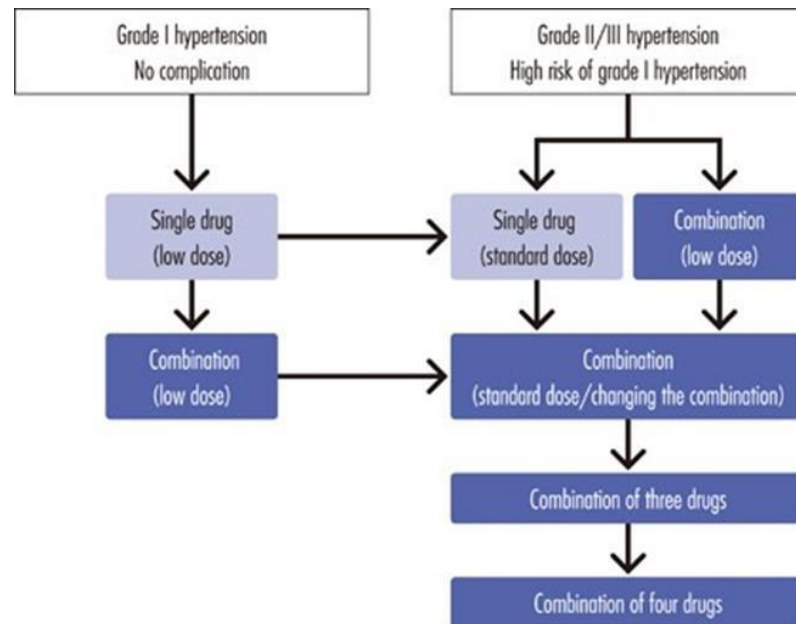 Grade I hypertension
No complication
Grade II/III hypertension
High risk of grade I hypertension
Single drug
(low dose)
Single drug
(standard dose)
Combination
(low dose)
Combination
(low dose)
Combination
(standard dose/changing the combination)
Combination of three drugs
Combination of four drugs